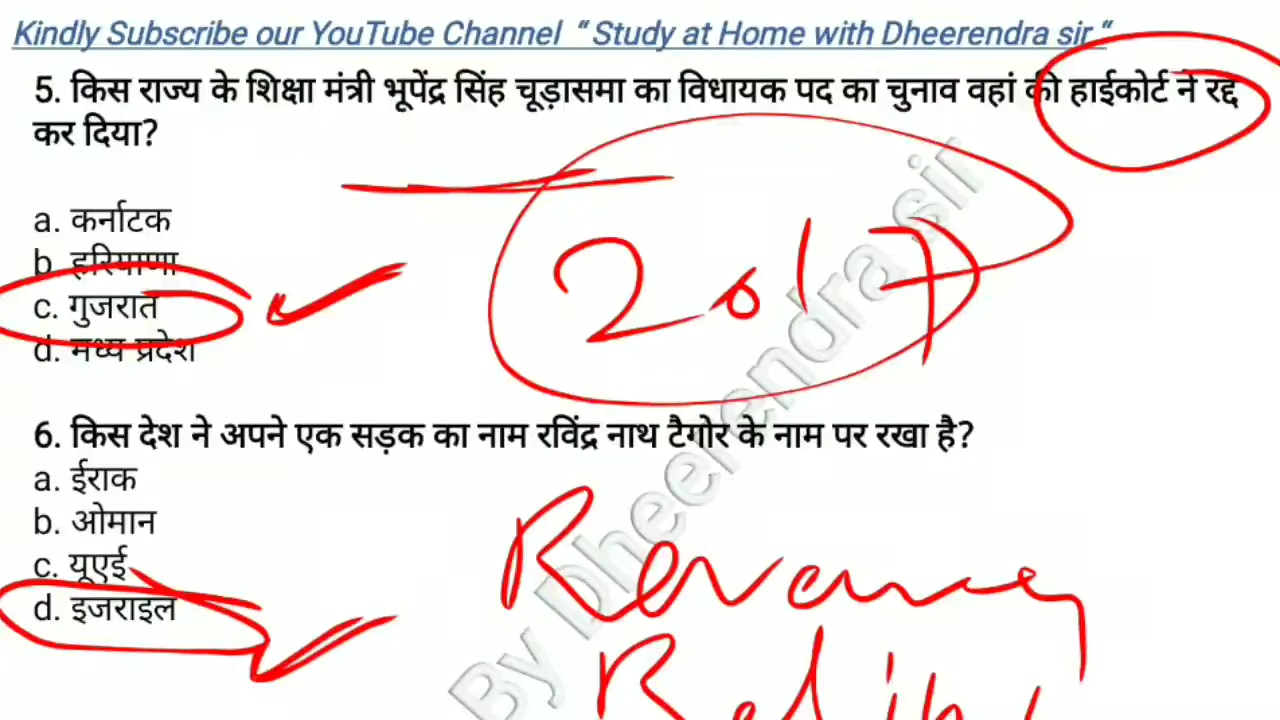 Kindly Subscribe our YouTube Channel “ Study at Home with Dheerendra sir “
5. किस राज्य के शिक्षा मंत्री भूपेंद्र सिंह चूड़ासमा का विधायक पद का चुनाव वहां की हाईकोर्ट ने रद्द
कर दिया?
a. कर्नाटक
b. हरियाणा
c. गुजरात
d. मध्य प्रदेश
2017
6. किस देश ने अपने एक सड़क का नाम रविंद्र नाथ टैगोर के नाम पर रखा है?
a. ईराक
b. ओमान
c. यूएई
d. इजराइल
By Dheerendra sir